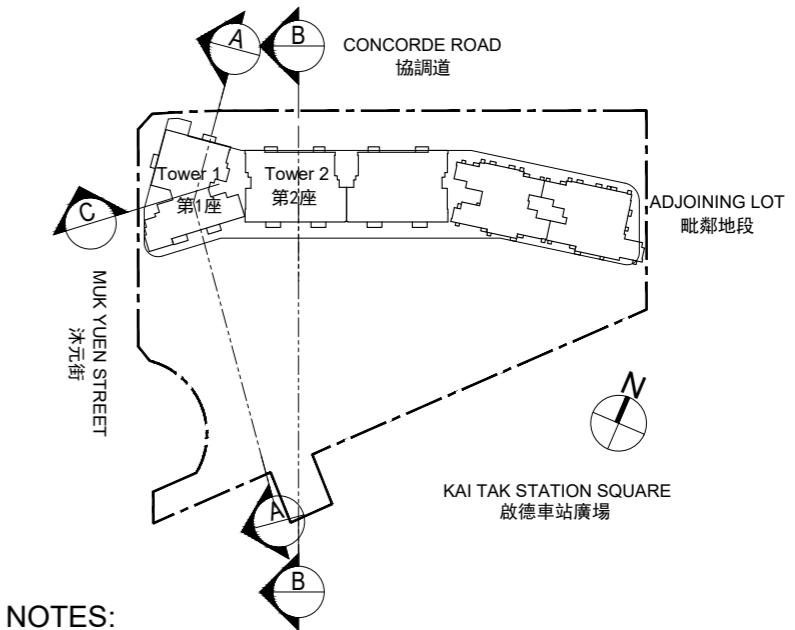 A
B
CONCORDE ROAD
協調道
Tower 1
第1座
Tower 2
第2座
C
ADJOINING LOT
毗鄰地段
MUK YUEN STREET
沐元街
N
KAI TAK STATION SQUARE
啟德車站廣場
A
B
NOTES: